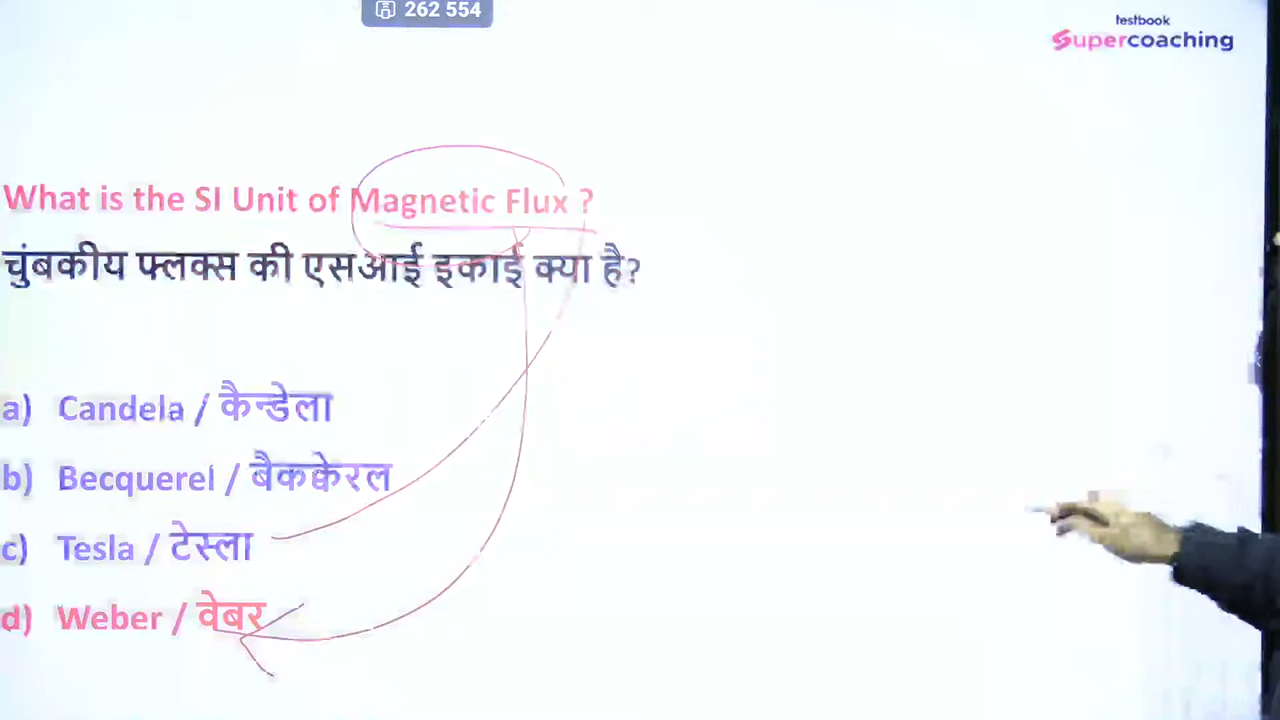 262 554
testbook
Supercoaching
What is the SI Unit of Magnetic Flux ?
चुंबकीय फ्लक्स की एसआई इकाई क्या है?
a) Candela / कैन्डेला
b) Becquerel / बैकक्वेरल
c) Tesla / टेस्ला
d) Weber / वेबर